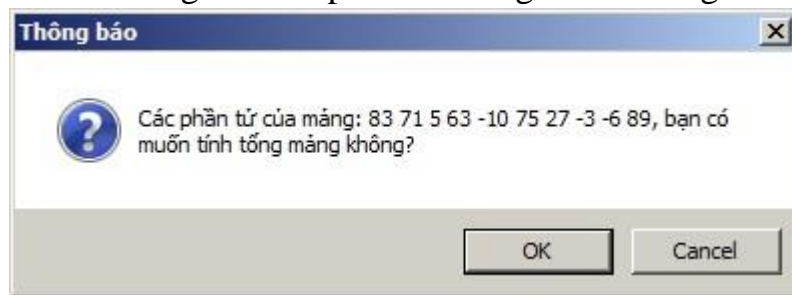 Thông báo
Các phần tử của mảng: 83 71 5 63 -10 75 27 -3 -6 89, bạn có
muốn tính tổng mảng không?
OK
Cancel